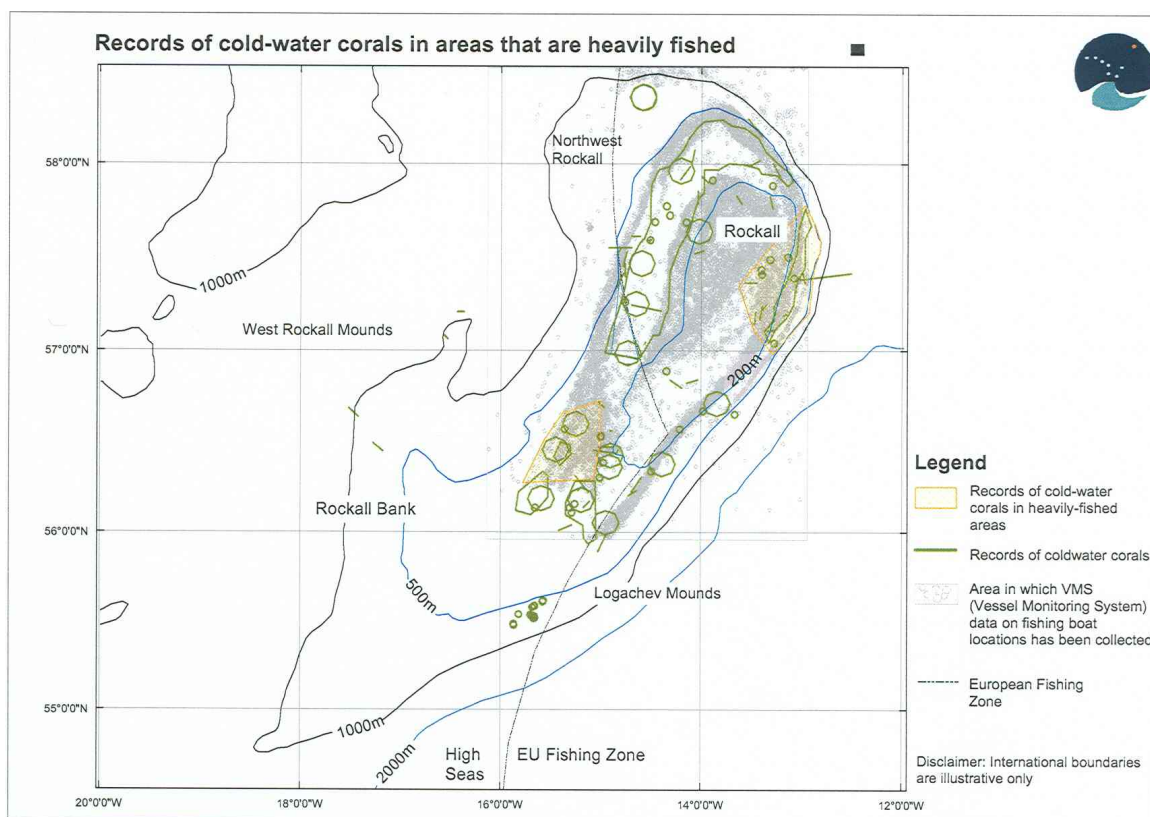 Records of cold-water corals in areas that are heavily fished
58°0'0"N
57°0'0"N
56°0'0"N
55°0'0"N
Northwest
Rockall
Rockall
1000m
West Rockall Mounds
200m
Rockall Bank
500m
Logachev Mounds
1000m
2000m
High
Seas
EU Fishing Zone
20°0'0"W
18°0'0"W
16°0'0"W
14°0'0"W
12°0'0"W
Legend
Records of cold-water
corals in heavily-fished
areas
Records of coldwater corals
Area in which VMS
(Vessel Monitoring System)
data on fishing boat
locations has been collected
European Fishing
Zone
Disclaimer: International boundaries
are illustrative only